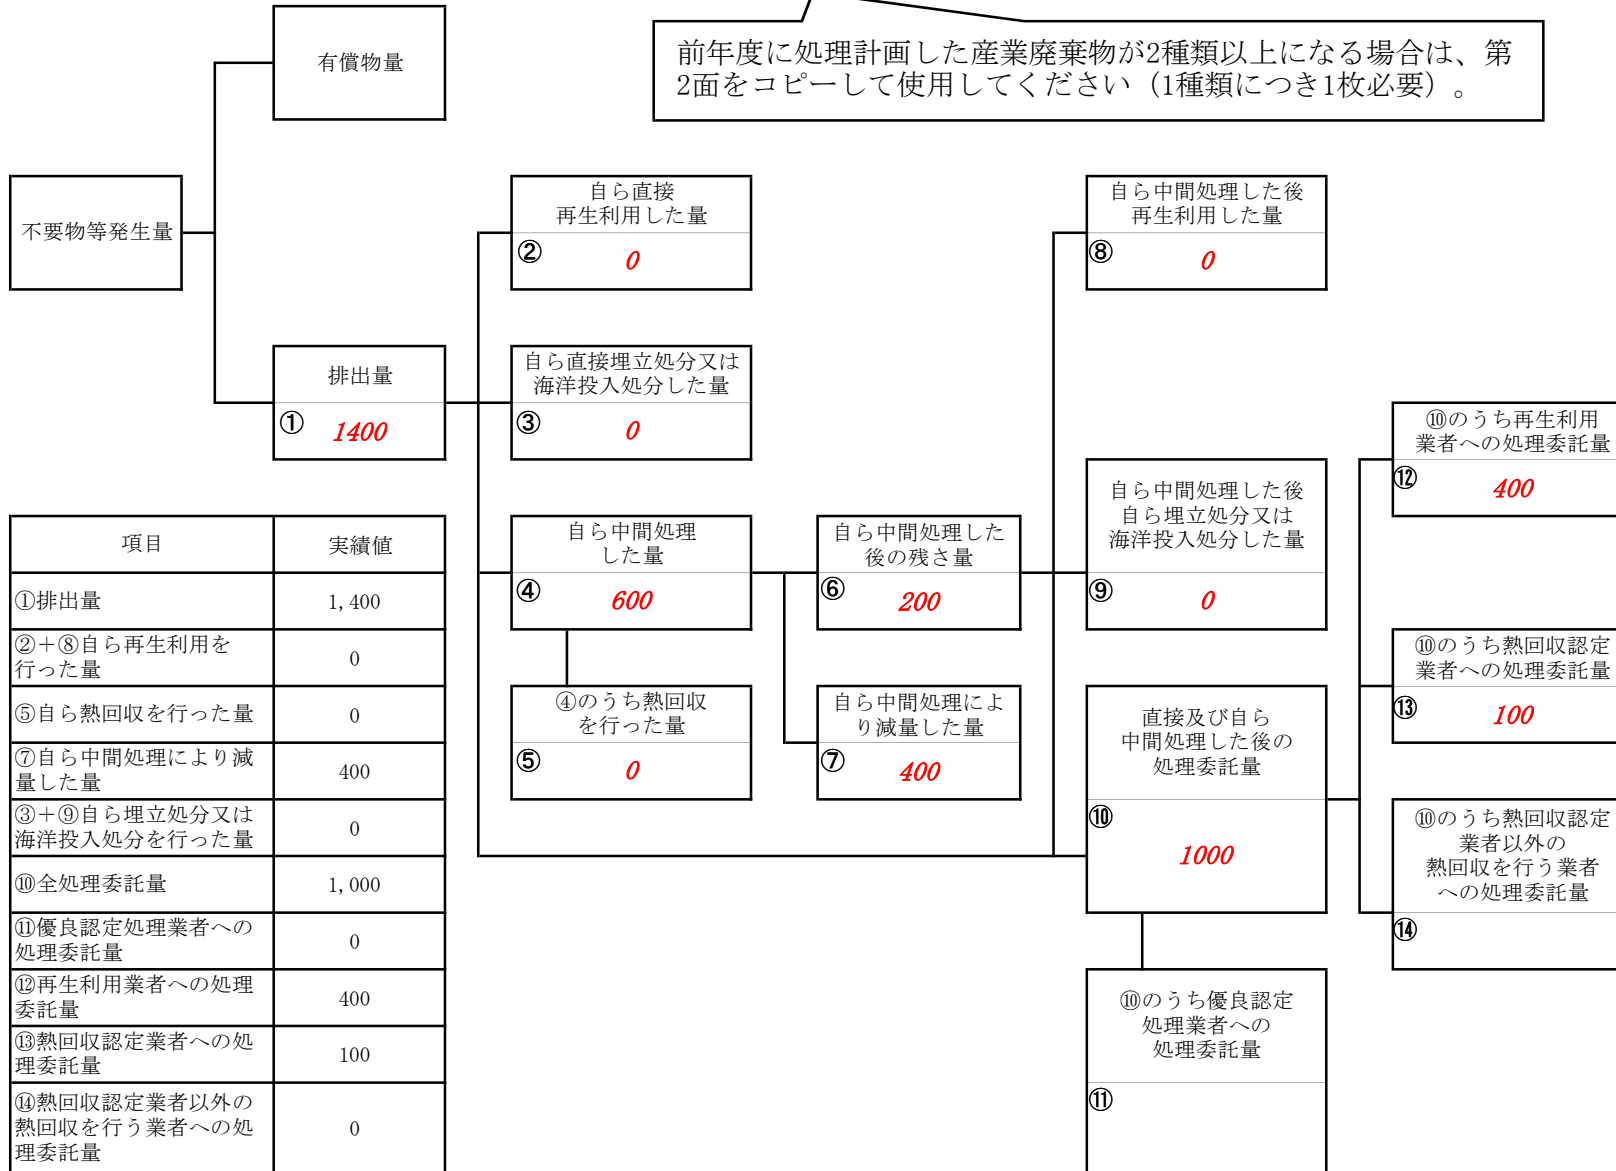 有償物量
前年度に処理計画した産業廃棄物が2種類以上になる場合は、第
2面をコピーして使用してください（1種類につき1枚必要）。
不要物等発生量
自ら直接
再生利用した量
② 0
自ら中間処理した後
再生利用した量
⑧ 0
排出量
① 1400
自ら直接埋立処分又は
海洋投入処分した量
③ 0
⑩のうち再生利用
業者への処理委託量
⑫ 400
自ら中間処理した後
自ら埋立処分又は
海洋投入処分した量
⑨ 0
自ら中間処理
した量
④ 600
自ら中間処理した
後の残さ量
⑥ 200
⑩のうち熱回収認定
業者への処理委託量
⑬ 100
④のうち熱回収
を行った量
⑤ 0
自ら中間処理によ
り減量した量
⑦ 400
直接及び自ら
中間処理した後の
処理委託量
⑩ 1000
⑩のうち熱回収認定
業者以外の
熱回収を行う業者
への処理委託量
⑭
⑩のうち優良認定
処理業者への
処理委託量
⑪
項目 実績値
①排出量 1,400
②＋⑧自ら再生利用を
行った量 0
⑤自ら熱回収を行った量 0
⑦自ら中間処理により減
量した量 400
③＋⑨自ら埋立処分又は
海洋投入処分を行った量 0
⑩全処理委託量 1,000
⑪優良認定処理業者への
処理委託量 0
⑫再生利用業者への処理
委託量 400
⑬熱回収認定業者への処
理委託量 100
⑭熱回収認定業者以外の
熱回収を行う業者への処
理委託量 0